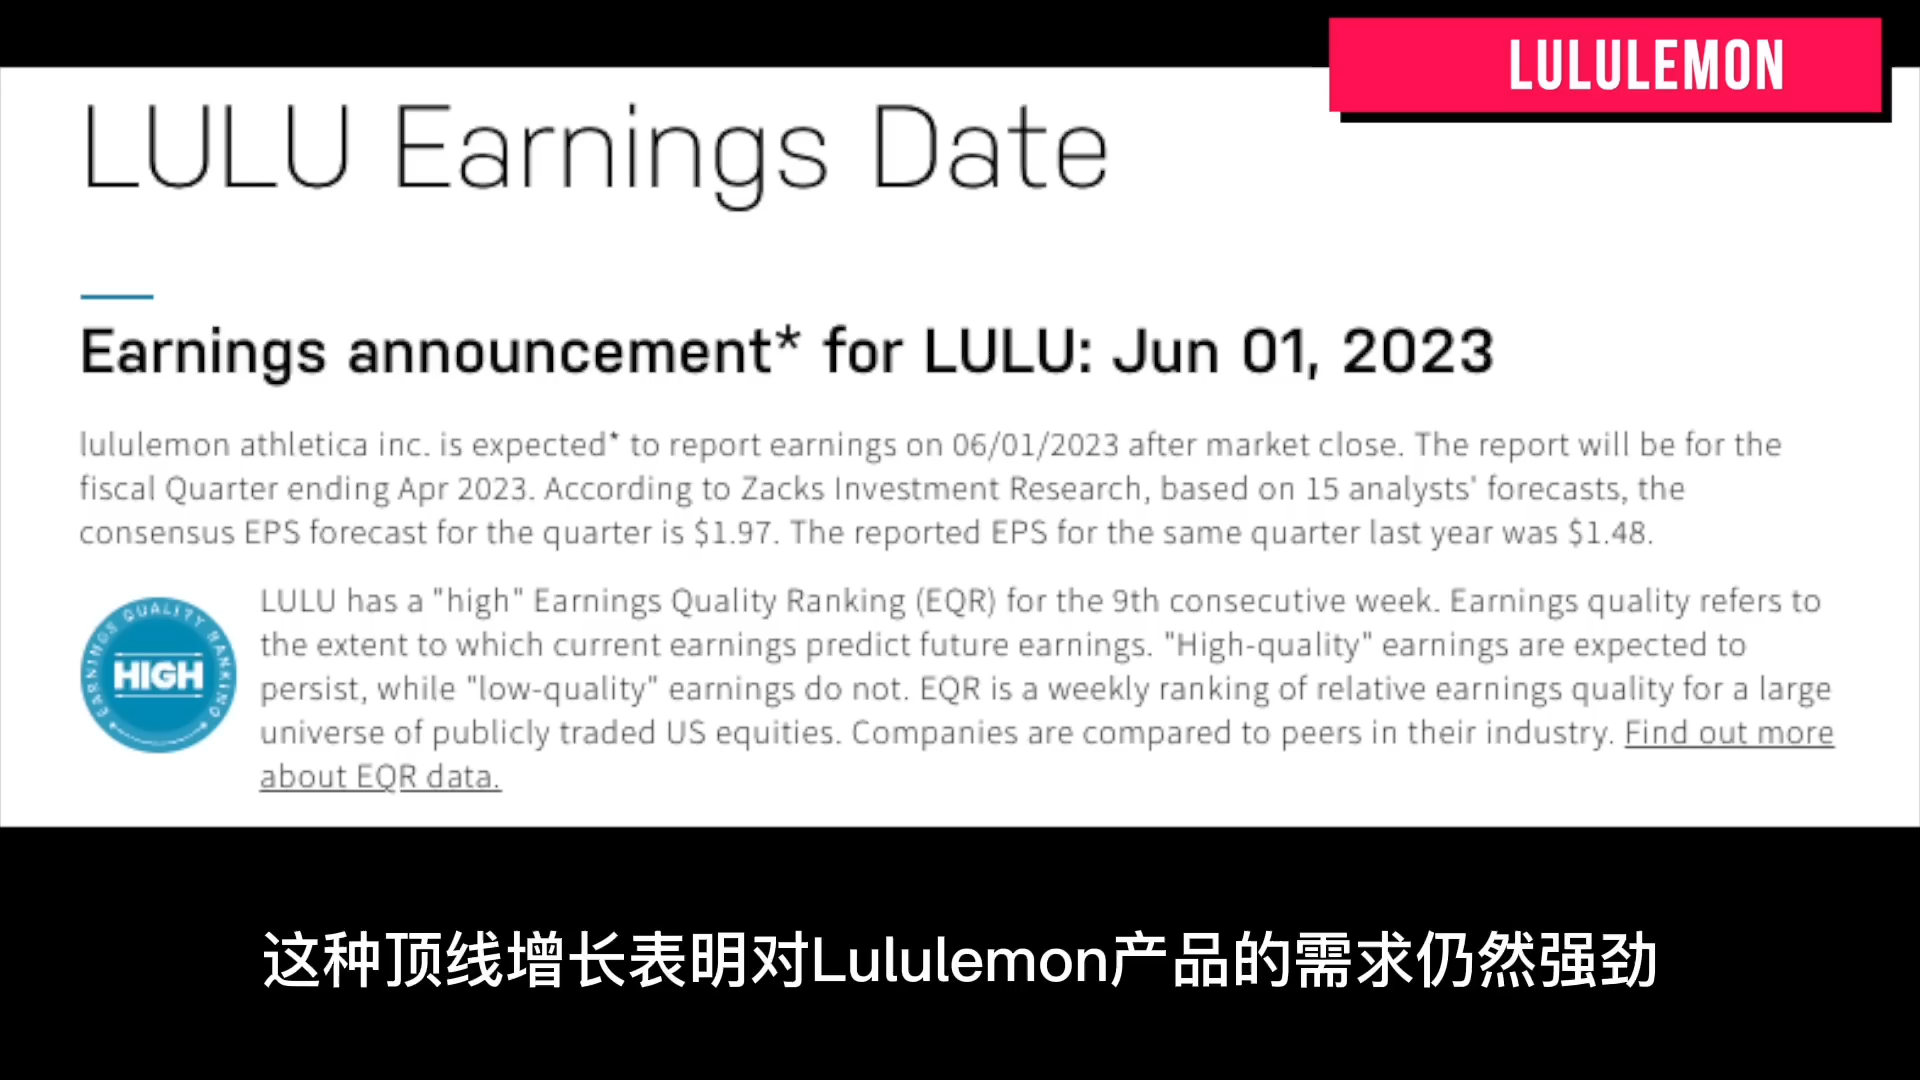 LULULEMON
LULU Earnings Date
Earnings announcement* for LULU: Jun 01, 2023
lululemon athletica inc. is expected* to report earnings on 06/01/2023 after market close. The report will be for the
fiscal Quarter ending Apr 2023. According to Zacks Investment Research, based on 15 analysts' forecasts, the
consensus EPS forecast for the quarter is $1.97. The reported EPS for the same quarter last year was $1.48.
EARNINGS QUALITY RANKING
HIGH
LULU has a "high" Earnings Quality Ranking (EQR) for the 9th consecutive week. Earnings quality refers to
the extent to which current earnings predict future earnings. "High-quality" earnings are expected to
persist, while "low-quality" earnings do not. EQR is a weekly ranking of relative earnings quality for a large
universe of publicly traded US equities. Companies are compared to peers in their industry. Find out more
about EQR data.
这种顶线增长表明对Lululemon产品的需求仍然强劲